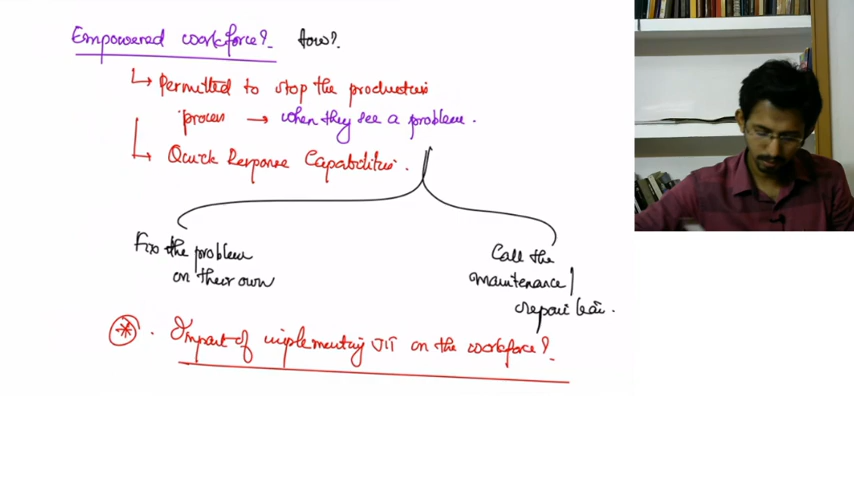 Empowered workforce? How?
Permitted to stop the production
process → when they see a problem.
Quick Response Capabilities.
Fix the problem
on their own
Call the
maintenance/
repair team.
* . Impact of implementing JIT on the workforce?